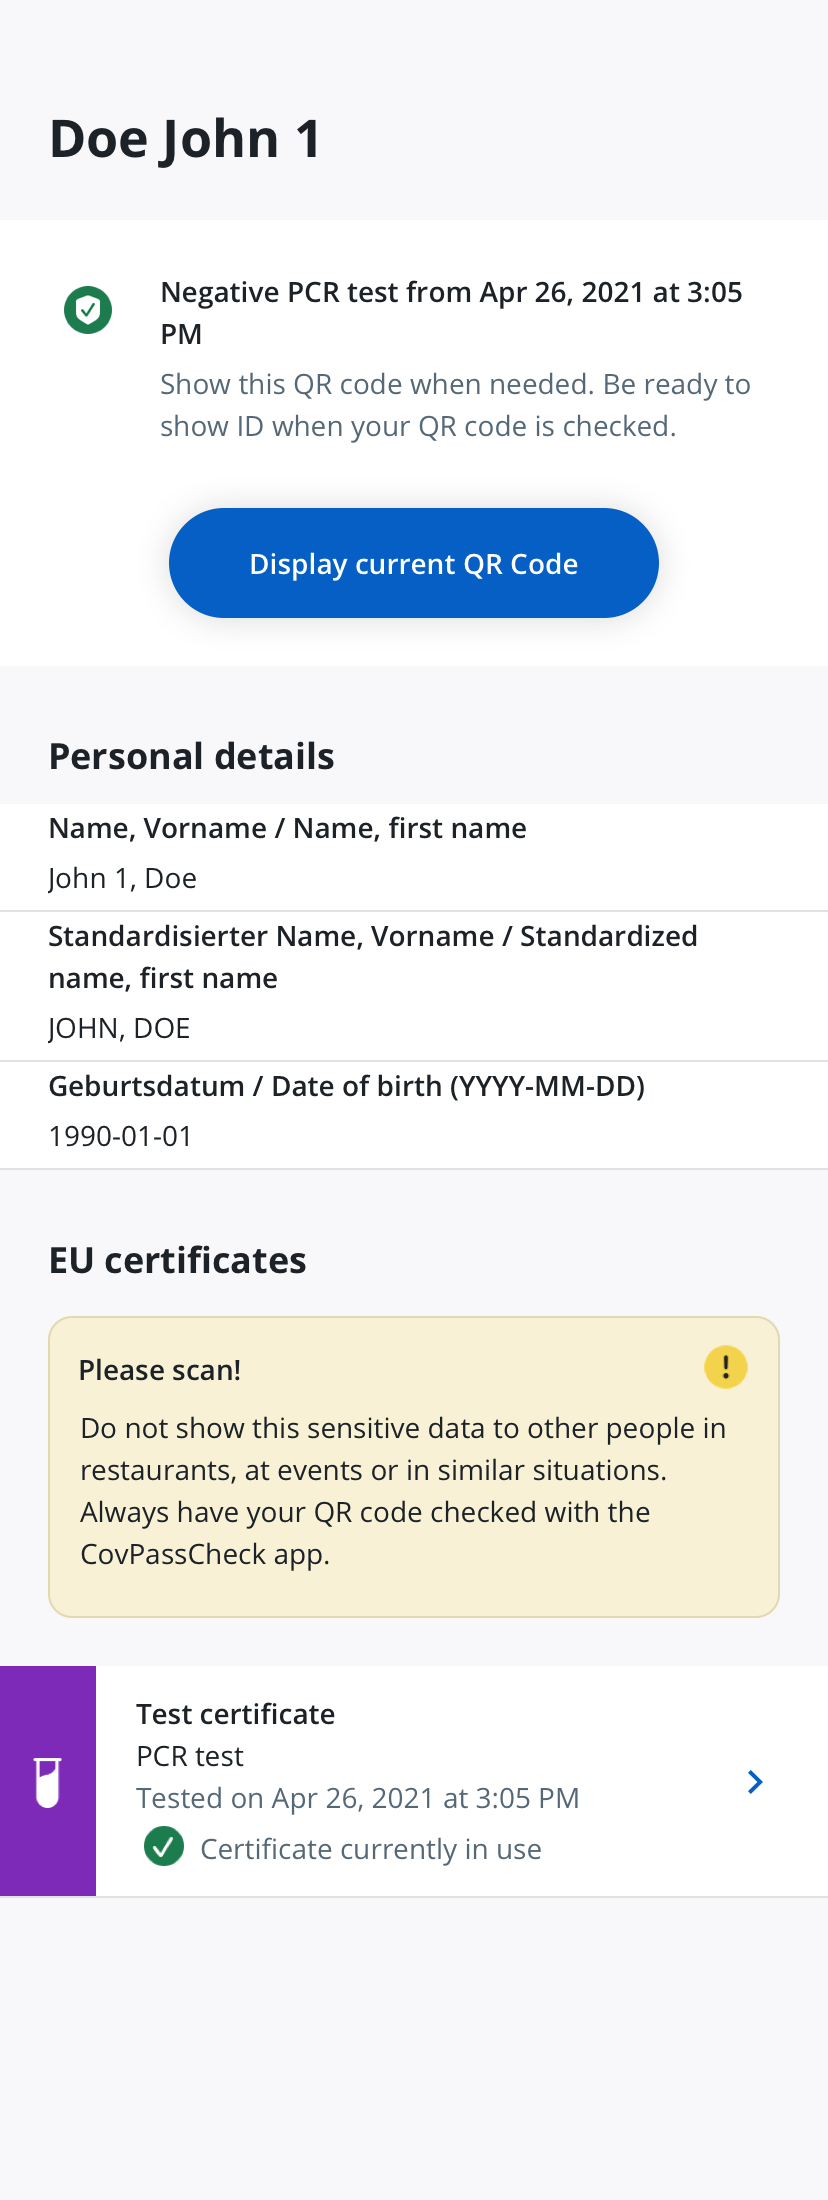 Doe John 1
Negative PCR test from Apr 26, 2021 at 3:05
PM
Show this QR code when needed. Be ready to
show ID when your QR code is checked.
Display current QR Code
Personal details
Name, Vorname / Name, first name
John 1, Doe
Standardisierter Name, Vorname / Standardized
name, first name
JOHN, DOE
Geburtsdatum / Date of birth (YYYY-MM-DD)
1990-01-01
EU certificates
Please scan!
Do not show this sensitive data to other people in
restaurants, at events or in similar situations.
Always have your QR code checked with the
CovPassCheck app.
Test certificate
PCR test
Tested on Apr 26, 2021 at 3:05 PM
Certificate currently in use